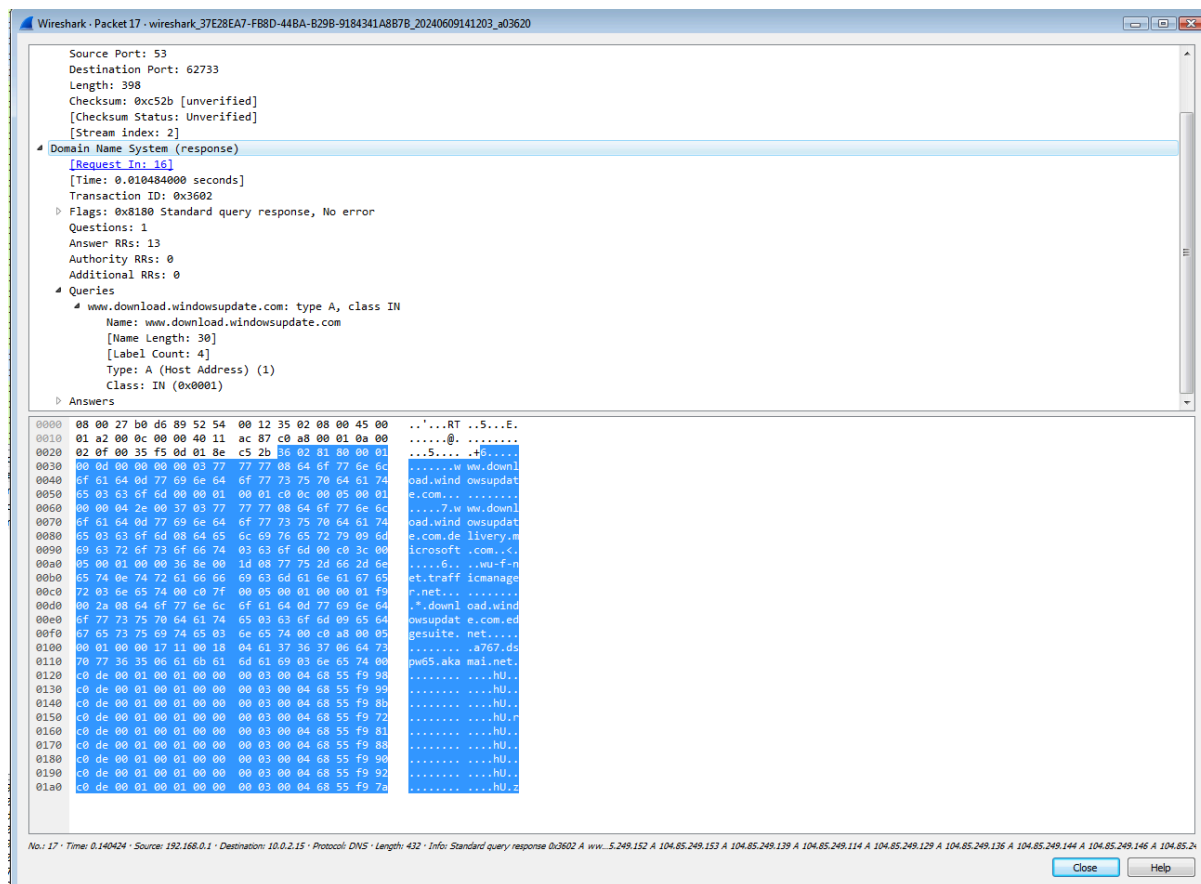 Wireshark · Packet 17 · wireshark_37E28EA7-FB8D-44BA-B29B-9184341A8B7B_20240609141203_a03620
Source Port: 53
Destination Port: 62733
Length: 398
Checksum: 0xc52b [unverified]
[Checksum Status: Unverified]
[Stream index: 2]
Domain Name System (response)
[Request In: 16]
[Time: 0.010484000 seconds]
Transaction ID: 0x3602
Flags: 0x8180 Standard query response, No error
Questions: 1
Answer RRs: 13
Authority RRs: 0
Additional RRs: 0
Queries
www.download.windowsupdate.com: type A, class IN
Name: www.download.windowsupdate.com
[Name Length: 30]
[Label Count: 4]
Type: A (Host Address) (1)
Class: IN (0x0001)
Answers
0000 08 00 27 b0 d6 89 52 54 00 12 35 02 08 00 45 00 ..'...RT ..5...E.
0010 01 a2 00 0c 00 00 40 11 ac 87 c0 a8 00 01 0a 00 ......@. ........
0020 02 0f 00 35 f5 0d 01 8e c5 2b 36 02 81 80 00 01 ...5.... .+6.....
0030 00 0d 00 00 00 00 03 77 77 77 08 64 6f 77 6e 6c .......w ww.downl
0040 6f 61 64 0d 77 69 6e 64 6f 77 73 75 70 64 61 74 oad.wind owsupdat
0050 65 03 63 6f 6d 00 00 01 00 01 c0 0c 00 05 00 01 e.com... ........
0060 00 00 04 2e 00 37 03 77 77 77 08 64 6f 77 6e 6c .....7.w ww.downl
0070 6f 61 64 0d 77 69 6e 64 6f 77 73 75 70 64 61 74 oad.wind owsupdat
0080 65 03 63 6f 6d 08 64 65 6c 69 76 65 72 79 09 6d e.com.de livery.m
0090 69 63 72 6f 73 6f 66 74 03 63 6f 6d 00 c0 3c 00 icrosoft .com..<.
00a0 05 00 01 00 00 36 8e 00 1d 08 77 75 2d 66 2d 6e .....6.. ..wu-f-n
00b0 65 74 0e 74 72 61 66 66 69 63 6d 61 6e 61 67 65 et.traff icmanage
00c0 72 03 6e 65 74 00 c0 7f 00 05 00 01 00 00 01 f9 r.net... ........
00d0 00 2a 08 64 6f 77 6e 6c 6f 61 64 0d 77 69 6e 64 .*.downl oad.wind
00e0 6f 77 73 75 70 64 61 74 65 03 63 6f 6d 09 65 64 owsupdat e.com.ed
00f0 67 65 73 75 69 74 65 03 6e 65 74 00 c0 a8 00 05 gesuite. net.....
0100 00 01 00 00 17 11 00 18 04 61 37 36 37 06 64 73 ........ .a767.ds
0110 70 77 36 35 06 61 6b 61 6d 61 69 03 6e 65 74 00 pw65.aka mai.net.
0120 c0 de 00 01 00 01 00 00 00 03 00 04 68 55 f9 98 ........ ....hU..
0130 c0 de 00 01 00 01 00 00 00 03 00 04 68 55 f9 99 ........ ....hU..
0140 c0 de 00 01 00 01 00 00 00 03 00 04 68 55 f9 8b ........ ....hU..
0150 c0 de 00 01 00 01 00 00 00 03 00 04 68 55 f9 72 ........ ....hU.r
0160 c0 de 00 01 00 01 00 00 00 03 00 04 68 55 f9 81 ........ ....hU..
0170 c0 de 00 01 00 01 00 00 00 03 00 04 68 55 f9 88 ........ ....hU..
0180 c0 de 00 01 00 01 00 00 00 03 00 04 68 55 f9 90 ........ ....hU..
0190 c0 de 00 01 00 01 00 00 00 03 00 04 68 55 f9 92 ........ ....hU..
01a0 c0 de 00 01 00 01 00 00 00 03 00 04 68 55 f9 7a ........ ....hU.z
No.: 17 · Time: 0.140424 · Source: 192.168.0.1 · Destination: 10.0.2.15 · Protocol: DNS · Length: 432 · Info: Standard query response 0x3602 A ww...5.249.152 A 104.85.249.153 A 104.85.249.139 A 104.85.249.114 A 104.85.249.129 A 104.85.249.136 A 104.85.249.144 A 104.85.249.146 A 104.85.24
Close Help